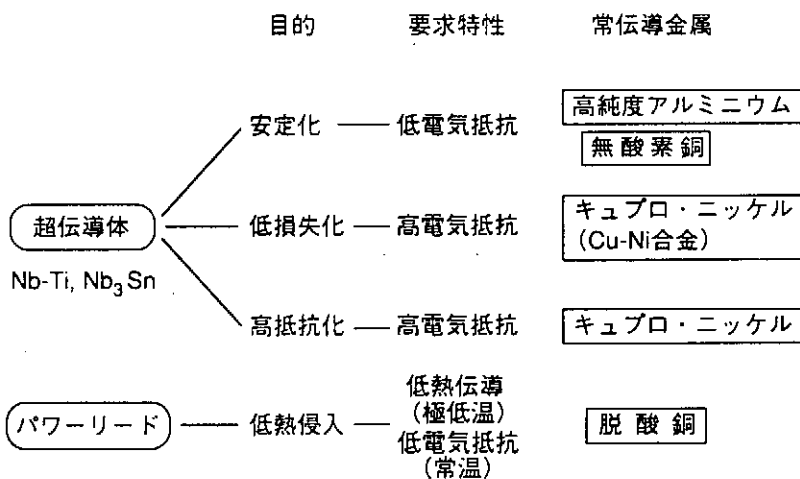 目的 要求特性 常伝導金属
安定化 低電気抵抗 高純度アルミニウム
無酸素銅
超伝導体 低損失化 高電気抵抗 キュプロ・ニッケル
(Cu-Ni合金)
Nb-Ti, Nb₃Sn
高抵抗化 高電気抵抗 キュプロ・ニッケル
パワーリード 低熱侵入 低熱伝導
(極低温)
低電気抵抗
(常温)
脱酸銅